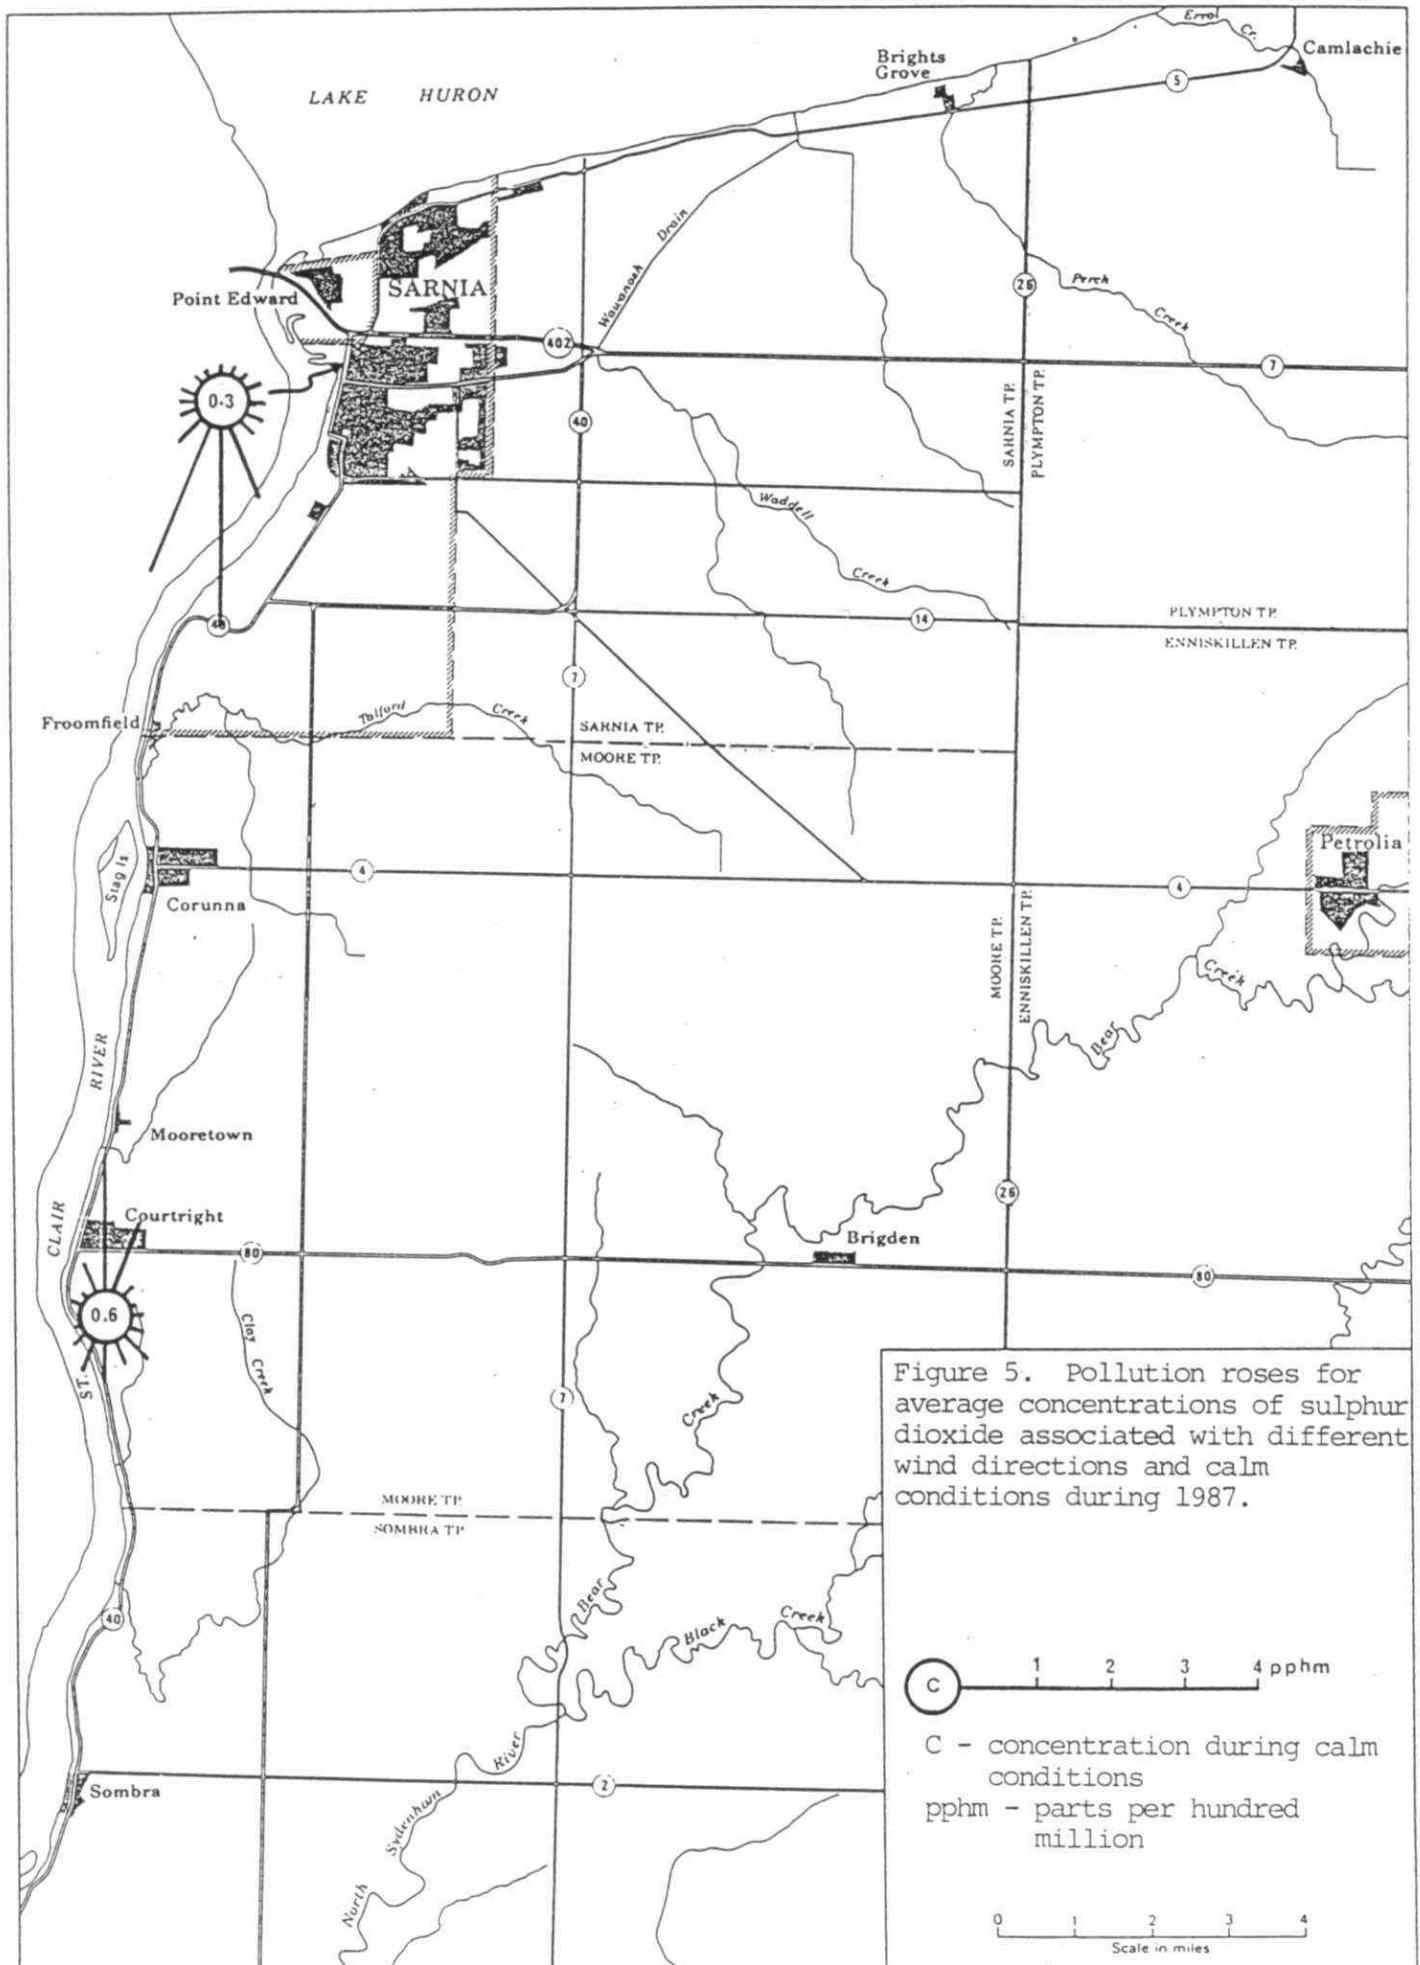 Errol
Cr.
Camlachie
Brights
Grove
5
LAKE HURON
Wawanosh Drain
SARNIA
Point Edward
26
Perch
Creek
402
7
0.3
40
SARNIA TP.
PLYMPTON TP.
Waddell
Creek
PLYMPTON TP.
ENNISKILLEN TP.
14
40
7
Froomfield
Talford
Creek
SARNIA TP.
MOORE TP.
Petrolia
Stag Is
4
4
Corunna
MOORE TP.
ENNISKILLEN TP.
Creek
Bear
RIVER
Mooretown
26
CLAIR
Courtright
80
Brigden
80
0.6
Clay
Creek
ST.
7
Creek
MOORE TP.
SOMBRA TP.
Bear
Black
Creek
40
River
Sydenham
North
Sombra
2
Figure 5. Pollution roses for
average concentrations of sulphur
dioxide associated with different
wind directions and calm
conditions during 1987.
1 2 3 4 pphm
C
C - concentration during calm
conditions
pphm - parts per hundred
million
0 1 2 3 4
Scale in miles